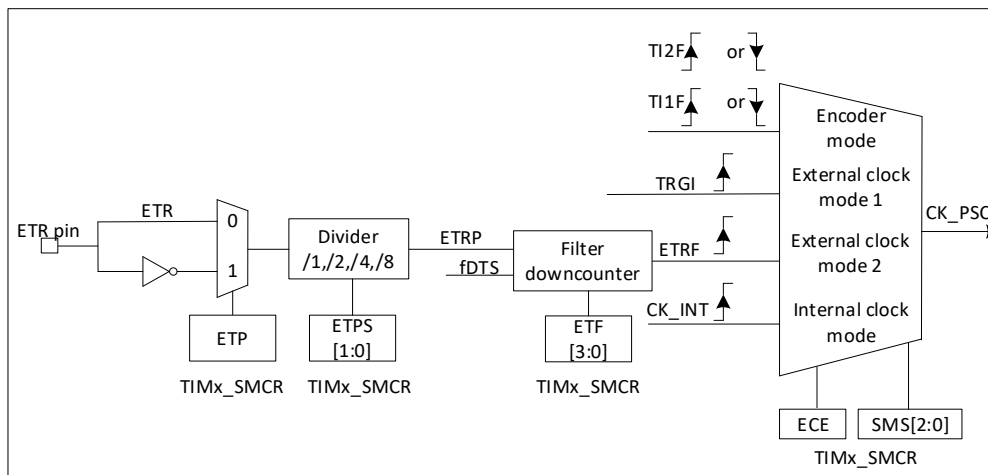 TI2F or
TI1F or
Encoder mode
TRGI
External clock mode 1
CK_PSC
ETR pin
ETR
0
1
Divider
/1,/2,/4,/8
ETRP
fDTS
Filter
downcounter
ETRF
External clock mode 2
CK_INT
Internal clock mode
ETP
ETPS
[1:0]
ETF
[3:0]
TIMx_SMCR
TIMx_SMCR
TIMx_SMCR
ECE
SMS[2:0]
TIMx_SMCR